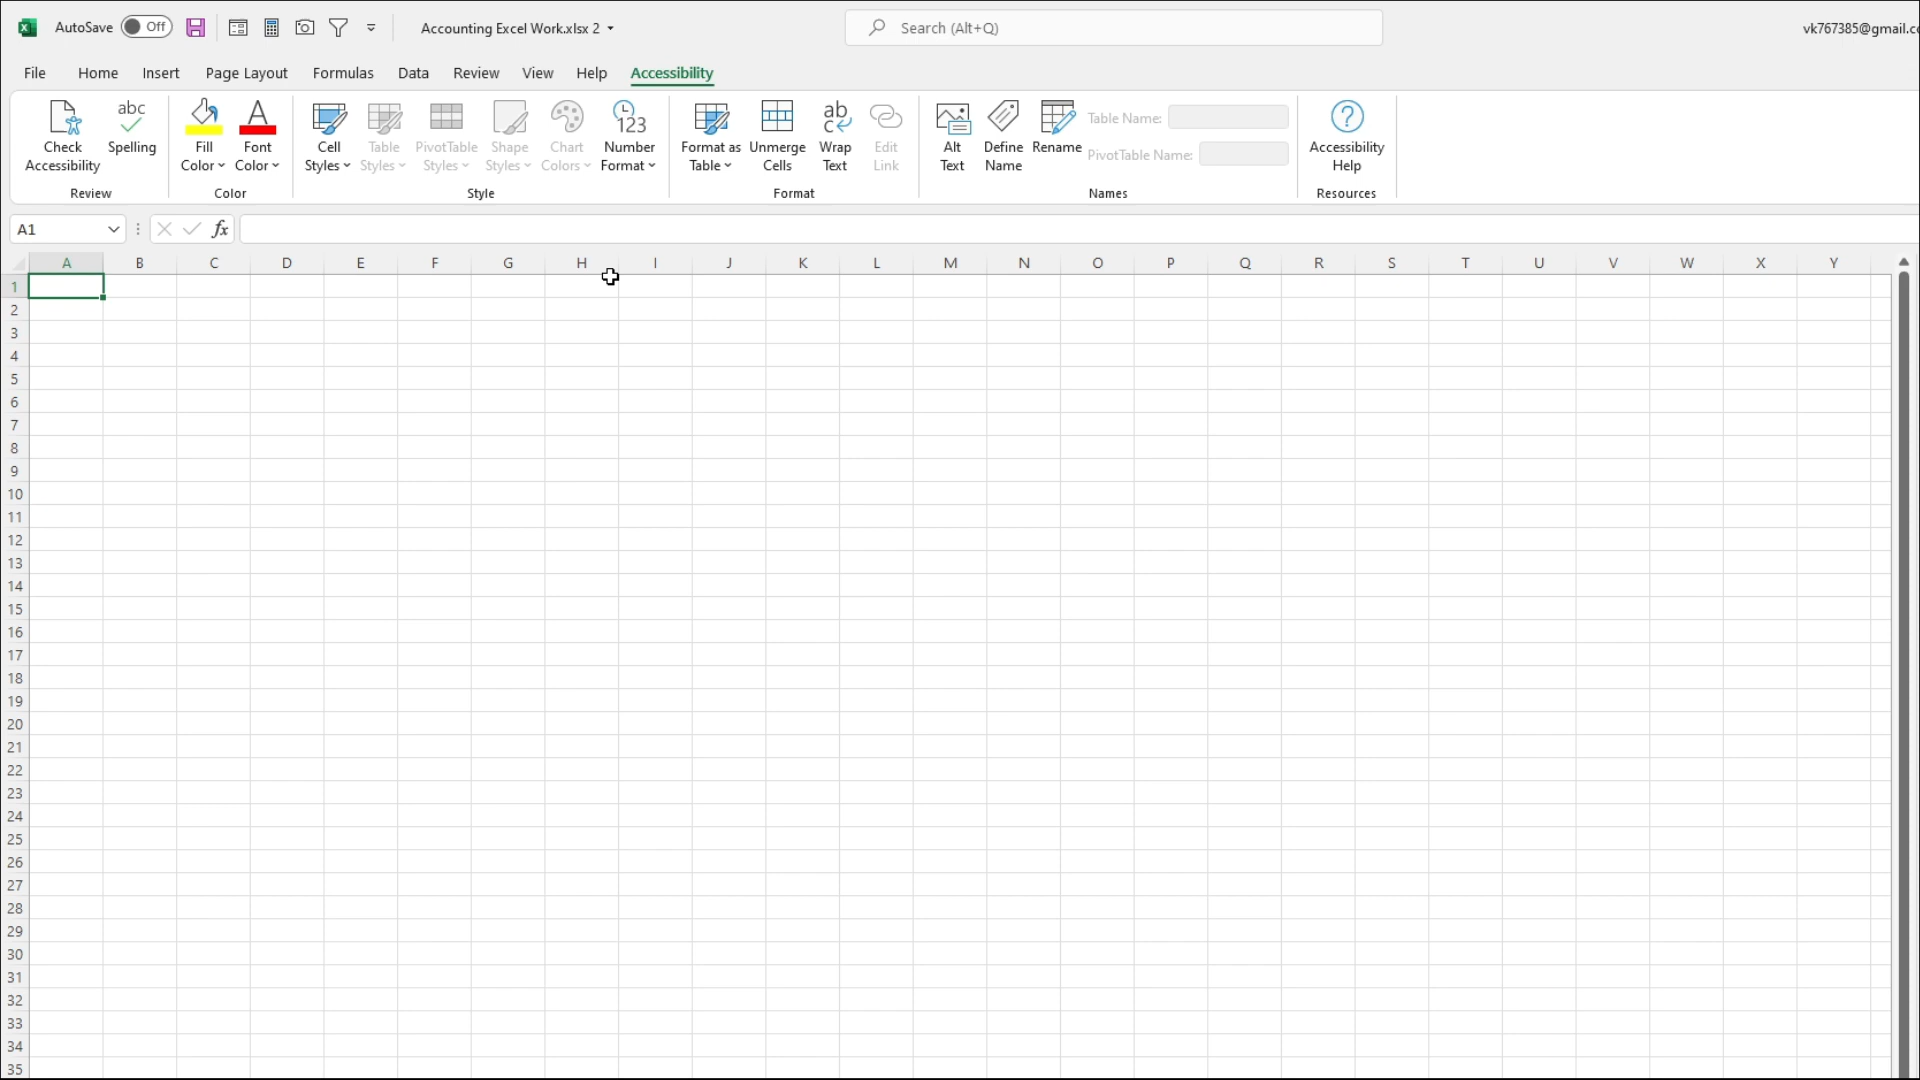 AutoSave Off Accounting Excel Work.xlsx 2 Search (Alt+Q) vk767385@gmail.co
File Home Insert Page Layout Formulas Data Review View Help Accessibility
Check Accessibility
Spelling
Review
Fill Color
Font Color
Color
Cell Styles
Table Styles
PivotTable Styles
Shape Styles
Chart Colors
Number Format
Style
Format as Table
Unmerge Cells
Wrap Text
Edit Link
Format
Alt Text
Define Name
Rename
Table Name:
PivotTable Name:
Names
Accessibility Help
Resources
A1 fx
A B C D E F G H I J K L M N O P Q R S T U V W X Y
1
2
3
4
5
6
7
8
9
10
11
12
13
14
15
16
17
18
19
20
21
22
23
24
25
26
27
28
29
30
31
32
33
34
35